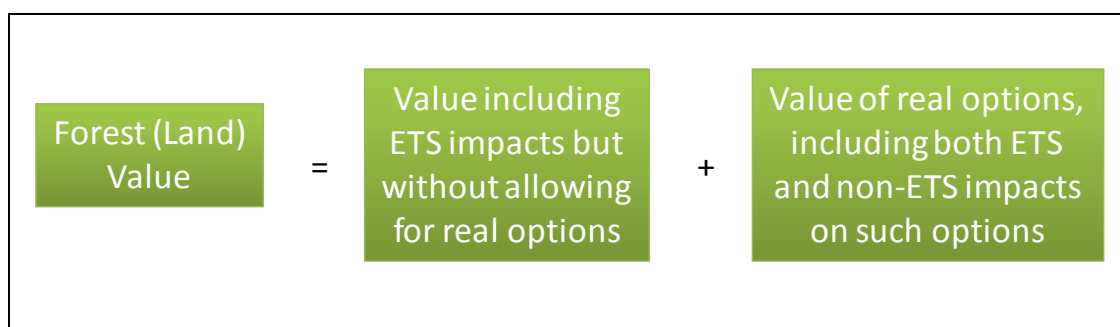 Forest (Land)
Value
=
Value including
ETS impacts but
without allowing
for real options
+
Value of real options,
including both ETS
and non-ETS impacts
on such options